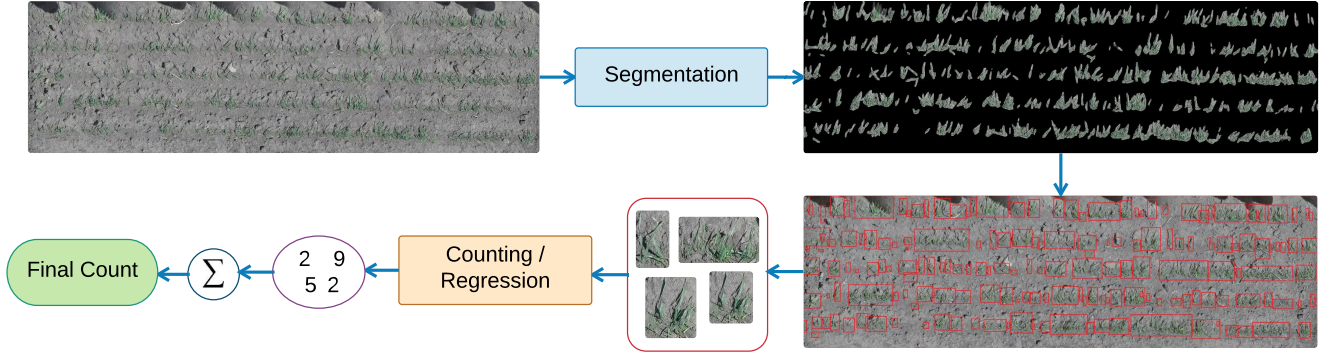 Segmentation
Counting /
Regression
2 9
5 2
∑
Final Count